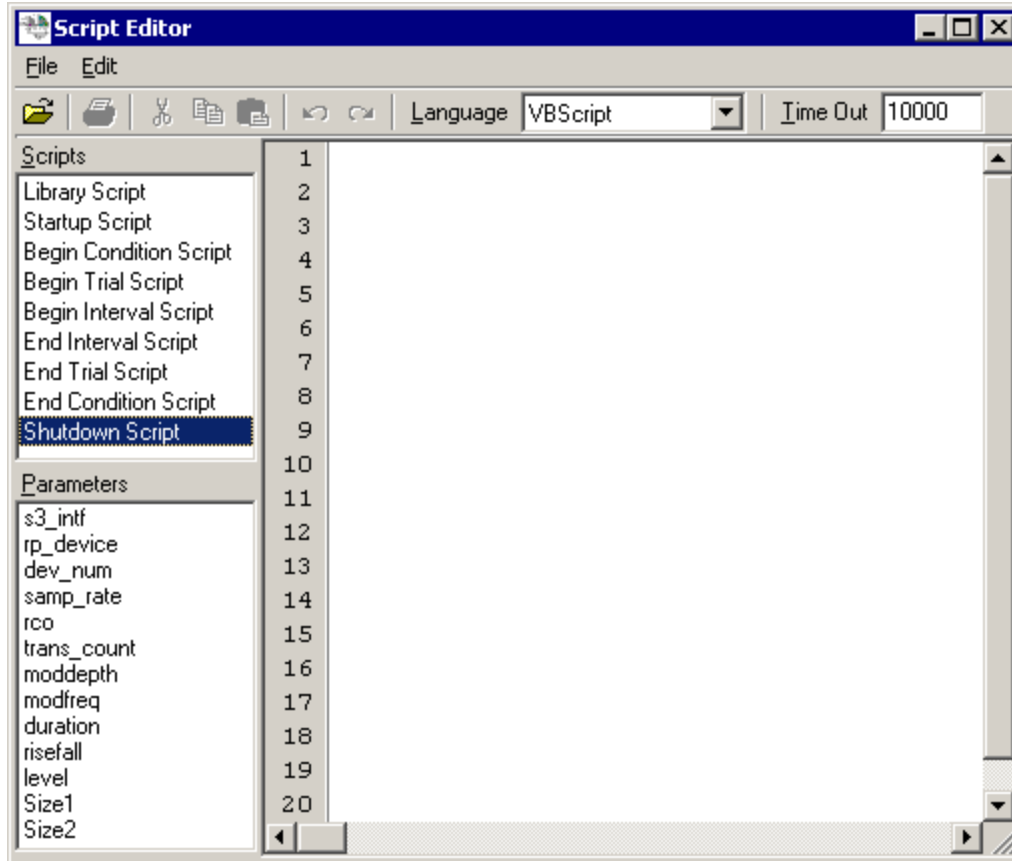 Script Editor
File Edit
Language VBScript Time Out 10000
Scripts
Library Script
Startup Script
Begin Condition Script
Begin Trial Script
Begin Interval Script
End Interval Script
End Trial Script
End Condition Script
Shutdown Script
Parameters
s3_intf
rp_device
dev_num
samp_rate
rco
trans_count
moddepth
modfreq
duration
risefall
level
Size1
Size2
1
2
3
4
5
6
7
8
9
10
11
12
13
14
15
16
17
18
19
20